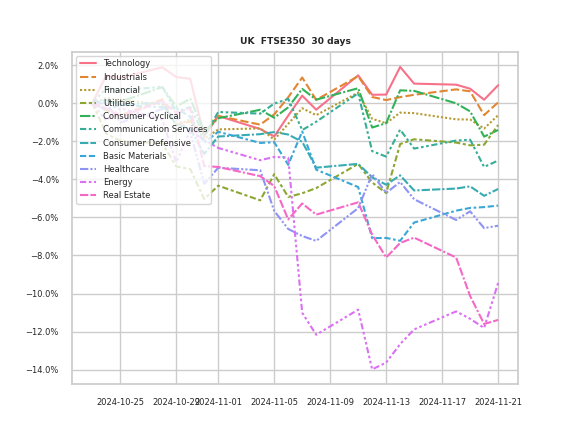 UK  FTSE350  30 days
2.0%
0.0%
−2.0%
−4.0%
−6.0%
−8.0%
−10.0%
−12.0%
−14.0%
Technology
Industrials
Financial
Utilities
Consumer Cyclical
Communication Services
Consumer Defensive
Basic Materials
Healthcare
Energy
Real Estate
2024-10-25
2024-10-29
2024-11-01
2024-11-05
2024-11-09
2024-11-13
2024-11-17
2024-11-21